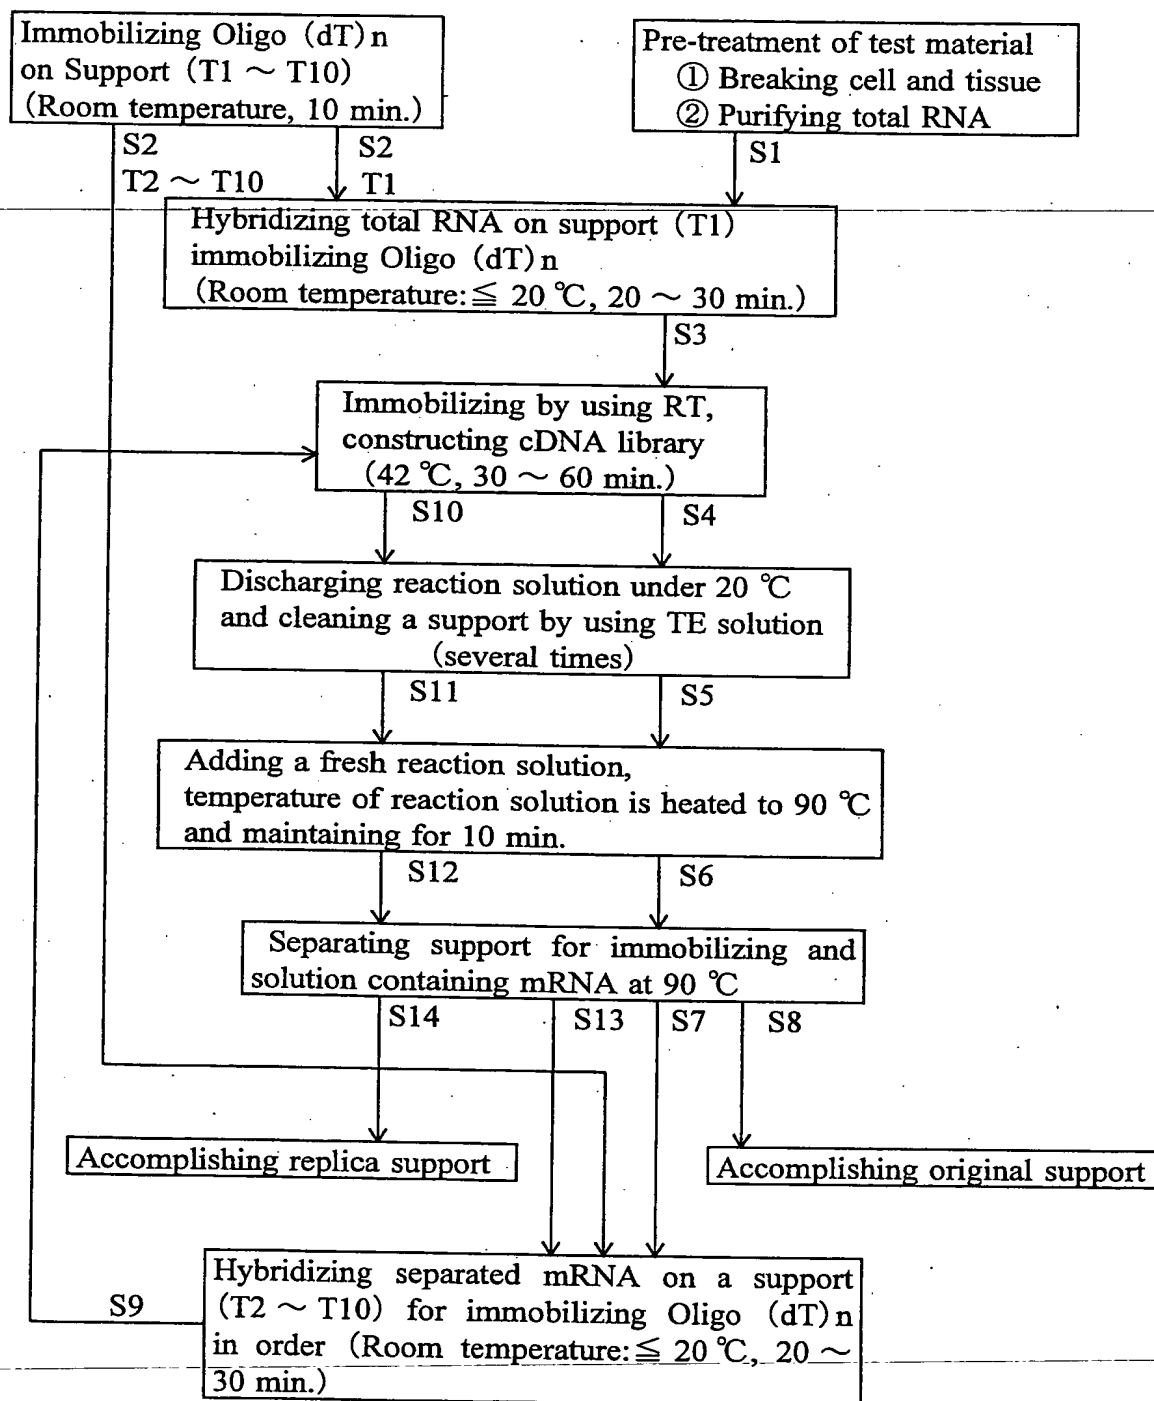 Immobilizing Oligo (dT)n
on Support (T1 ～ T10)
(Room temperature, 10 min.)
Pre-treatment of test material
① Breaking cell and tissue
② Purifying total RNA
S2
T2 ～ T10
S2
T1
S1
Hybridizing total RNA on support (T1)
immobilizing Oligo (dT)n
(Room temperature:≦ 20 ℃, 20 ～ 30 min.)
S3
Immobilizing by using RT,
constructing cDNA library
(42 ℃, 30 ～ 60 min.)
S10
S4
Discharging reaction solution under 20 ℃
and cleaning a support by using TE solution
(several times)
S11
S5
Adding a fresh reaction solution,
temperature of reaction solution is heated to 90 ℃
and maintaining for 10 min.
S12
S6
Separating support for immobilizing and
solution containing mRNA at 90 ℃
S14
S13
S7
S8
Accomplishing replica support
Accomplishing original support
S9
Hybridizing separated mRNA on a support
(T2 ～ T10) for immobilizing Oligo (dT)n
in order (Room temperature:≦ 20 ℃, 20 ～
30 min.)